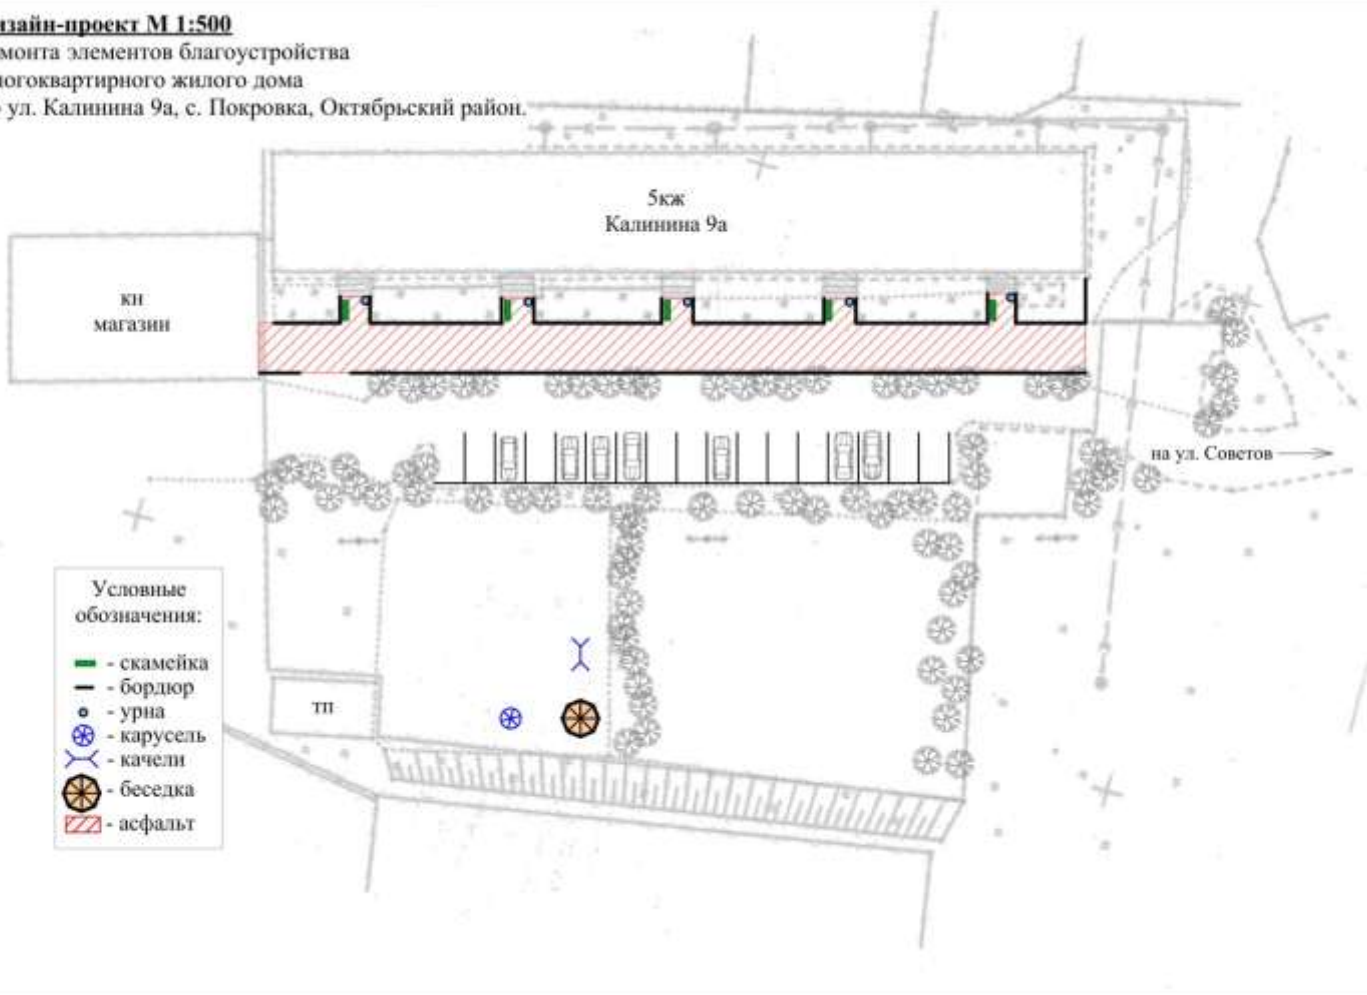 изайн-проект М 1:500
монта элементов благоустройства
ногоквартирного жилого дома
ул. Калинина 9а, с. Покровка, Октябрьский район.
5кж
Калинина 9а
кн
магазин
на ул. Советов
Условные
обозначения:
- скамейка
- бордюр
- урна
- карусель
- качели
- беседка
- асфальт
тп